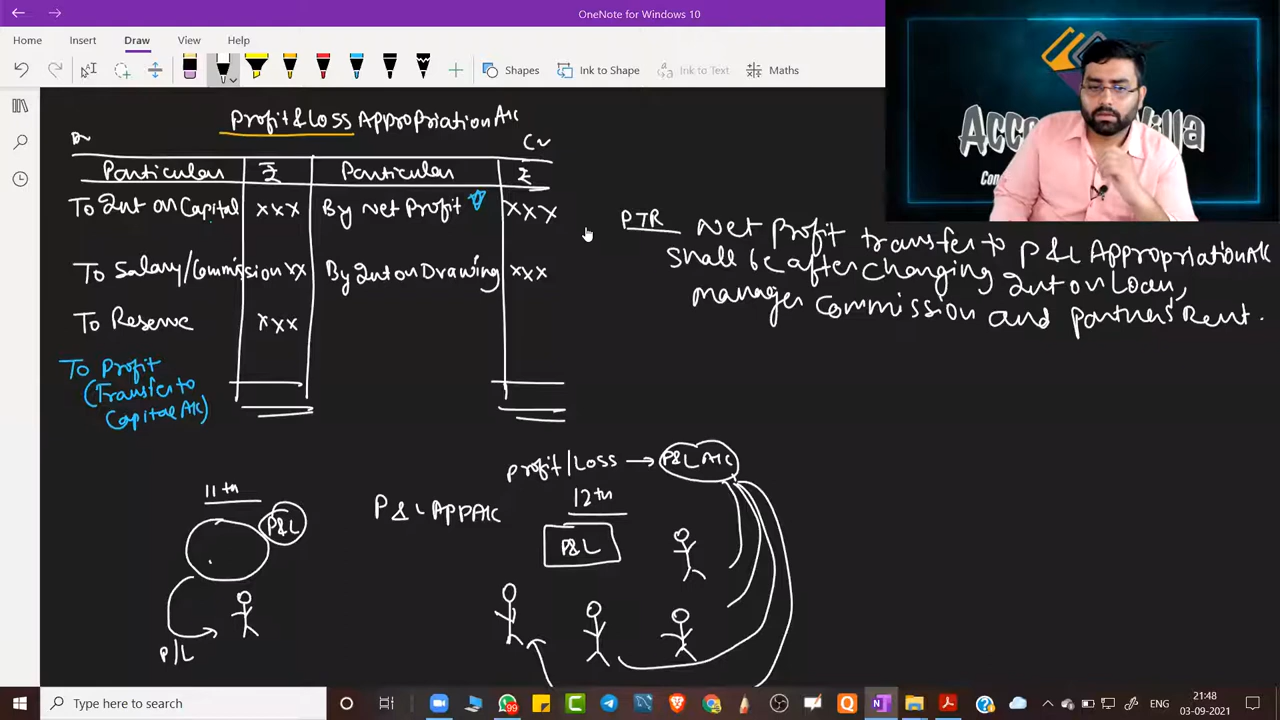 OneNote for Windows 10
Home Insert Draw View Help
Shapes Ink to Shape Ink to Text Maths
Profit & Loss Appropriation A/c
Dr Cr
Particular ₹ Particular ₹
To Int on Capital xxx By Net Profit xxx
To Salary/Commission xx By Int on Drawing xxx
To Reserve xxx
To Profit
(Transfer to
Capital A/c)
PTR Net Profit transfer to P&L Appropriation A/c
shall be after changing Int on Loan,
manager Commission and partner's Rent.
Profit/Loss → P&L A/c
11th
12th
P&L
P&L APP A/c
P&L
P/L
Type here to search
99
ENG
21:48
03-09-2021